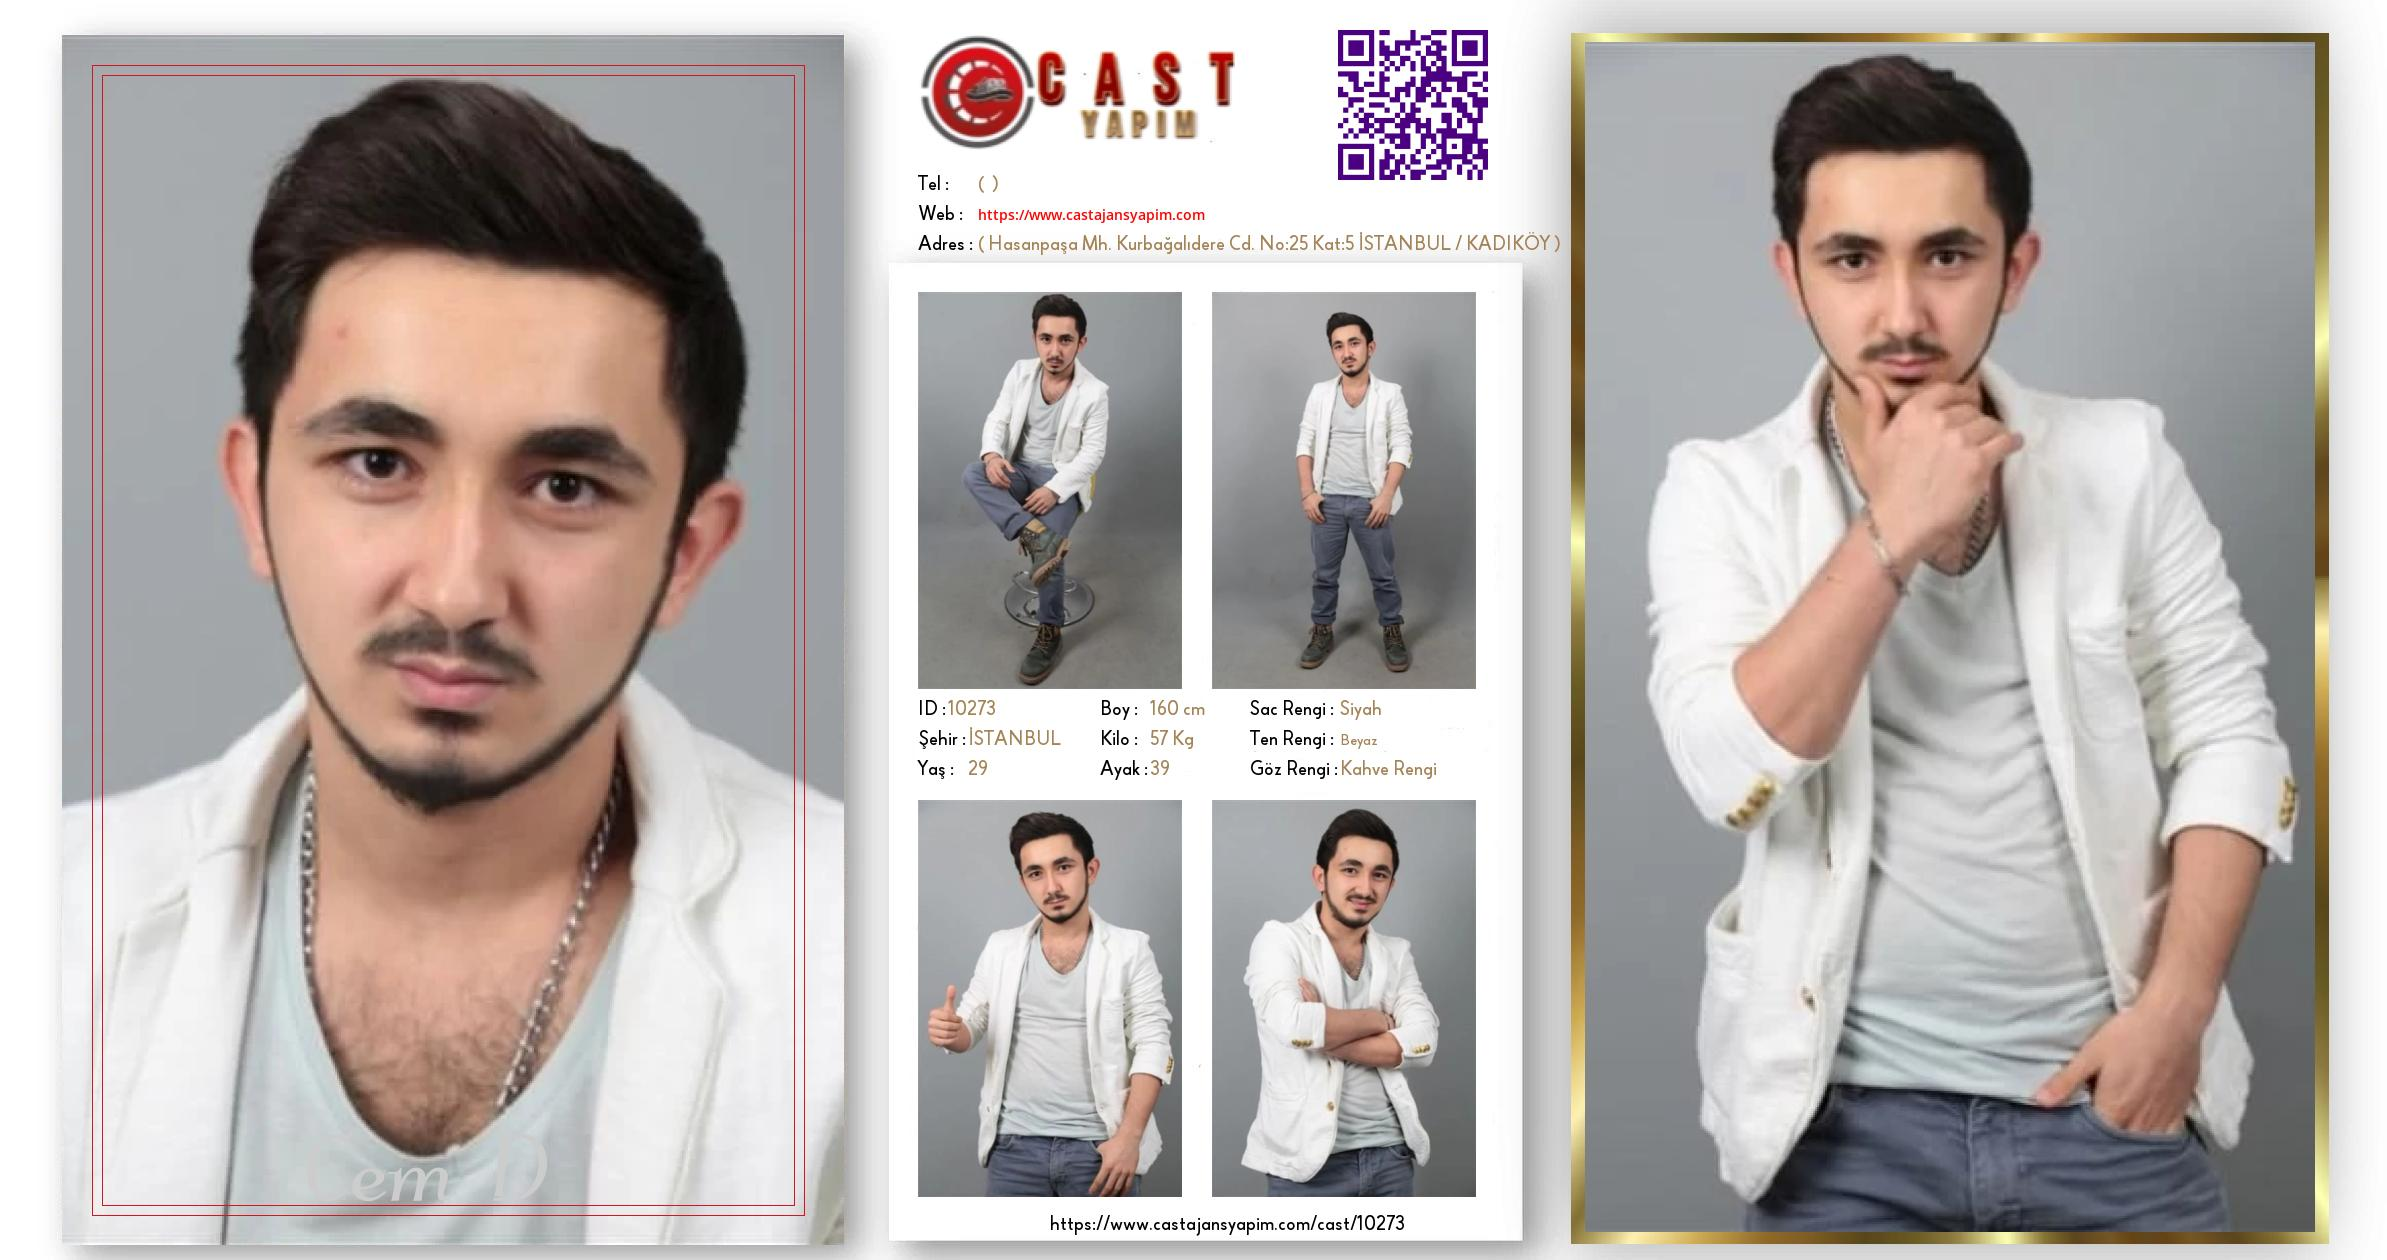 CAST
YAPIM
Tel : ( )
Web : https://www.castajansyapim.com
Adres : ( Hasanpaşa Mh. Kurbağalıdere Cd. No:25 Kat:5 İSTANBUL / KADIKÖY )
ID :10273 Boy : 160 cm Sac Rengi : Siyah
Şehir :İSTANBUL Kilo : 57 Kg Ten Rengi : Beyaz
Yaş : 29 Ayak :39 Göz Rengi :Kahve Rengi
Cem D
https://www.castajansyapim.com/cast/10273